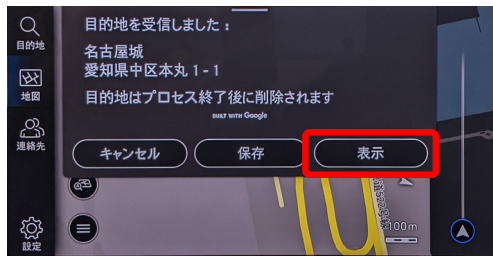 目的地を受信しました：
目的地
名古屋城
愛知県中区本丸 1 - 1
地図
目的地はプロセス終了後に削除されます
BUILT WITH Google
連絡先
キャンセル
保存
表示
100m
設定